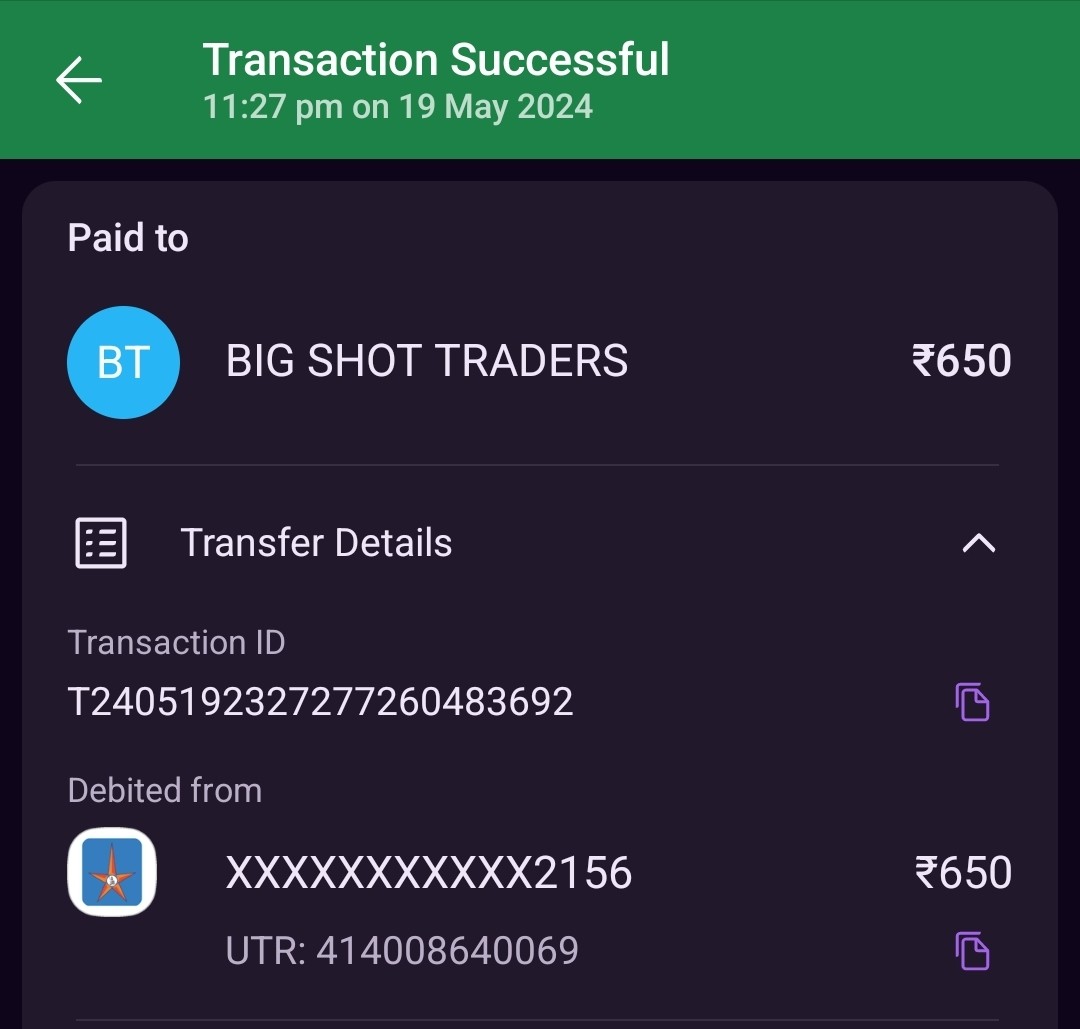 Transaction Successful
11:27 pm on 19 May 2024
Paid to
BT BIG SHOT TRADERS ₹650
Transfer Details
Transaction ID
T2405192327277260483692
Debited from
XXXXXXXXXXX2156 ₹650
UTR: 414008640069